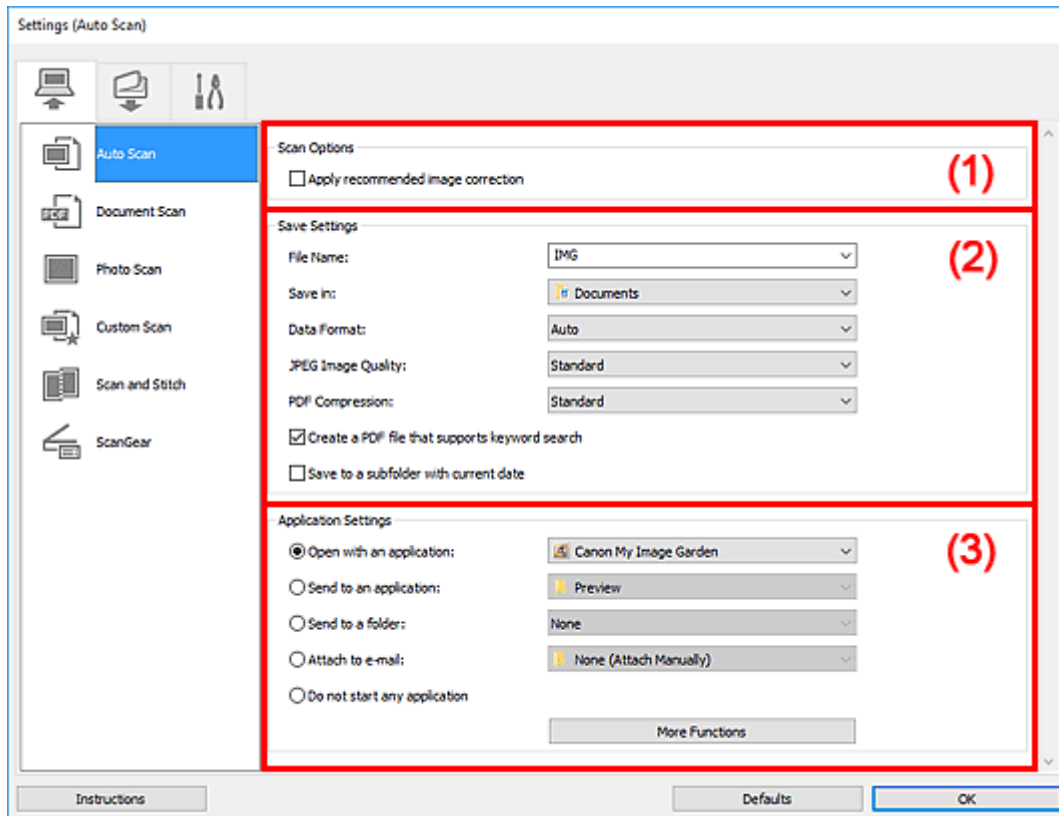 Settings (Auto Scan)
Auto Scan
Document Scan
Photo Scan
Custom Scan
Scan and Stitch
ScanGear
Scan Options
Apply recommended image correction
(1)
Save Settings
(2)
File Name: IMG
Save in: Documents
Data Format: Auto
JPEG Image Quality: Standard
PDF Compression: Standard
Create a PDF file that supports keyword search
Save to a subfolder with current date
Application Settings
(3)
Open with an application: Canon My Image Garden
Send to an application: Preview
Send to a folder: None
Attach to e-mail: None (Attach Manually)
Do not start any application
More Functions
Instructions Defaults OK